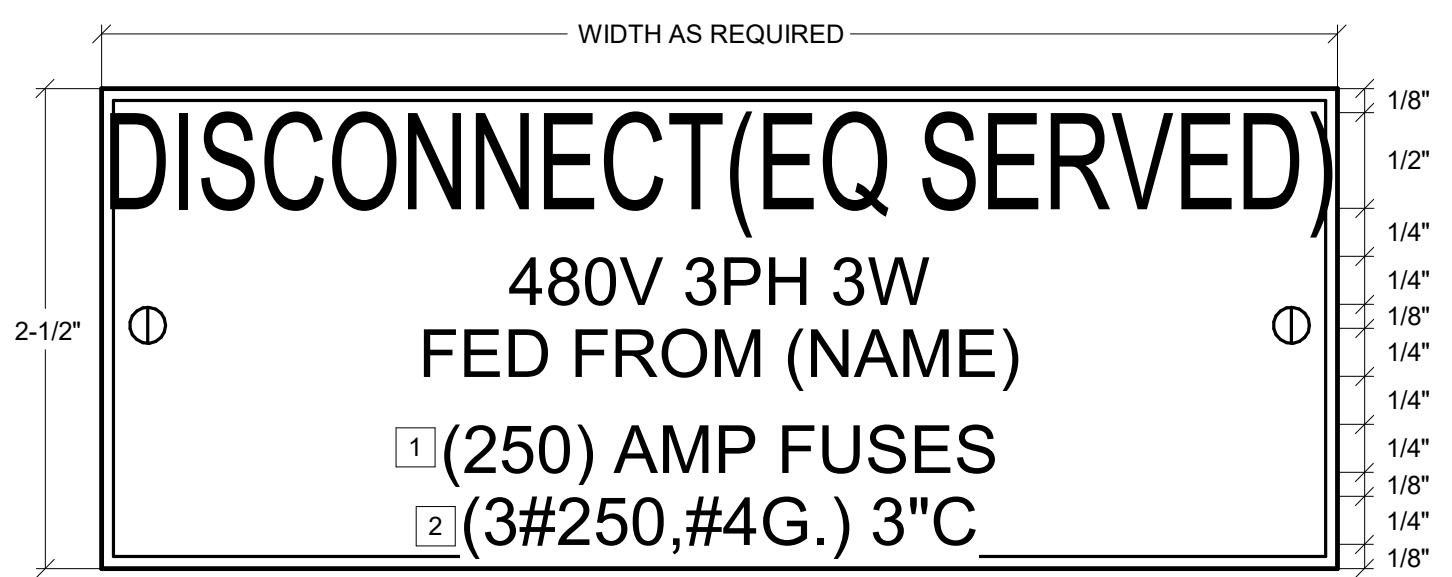 WIDTH AS REQUIRED
DISCONNECT(EQ SERVED)
480V 3PH 3W
FED FROM (NAME)
1 (250) AMP FUSES
2 (3#250,#4G.) 3"C
2-1/2"
1/8"
1/2"
1/4"
1/4"
1/8"
1/4"
1/4"
1/4"
1/8"
1/4"
1/8"